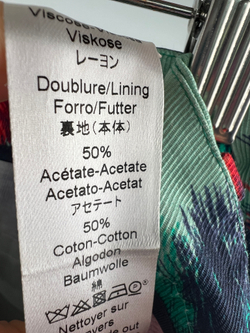 Viskose
レーヨン
Doublure/Lining
Forro/Futter
裏地(本体)
50%
Acétate-Acetate
Acetato-Acetat
アセテート
50%
Coton-Cotton
Algodon
Baumwolle
綿
Nettoyer sur